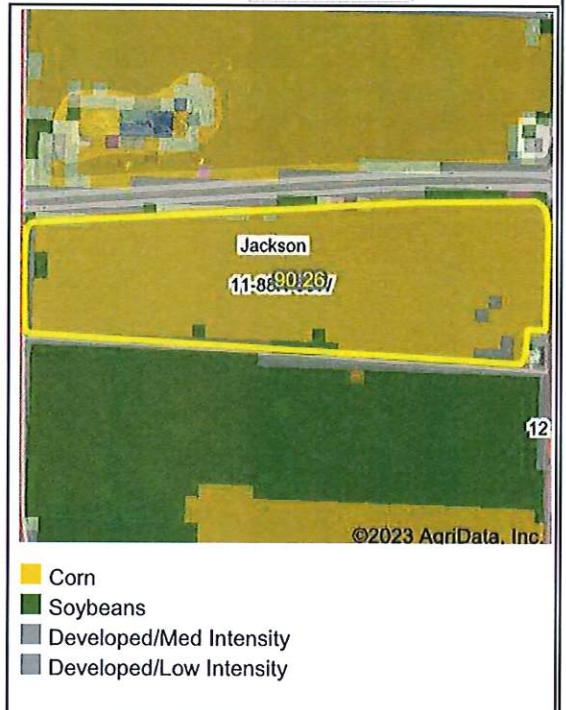 Jackson
90.26
12
©2023 AgriData, Inc.
Corn
Soybeans
Developed/Med Intensity
Developed/Low Intensity